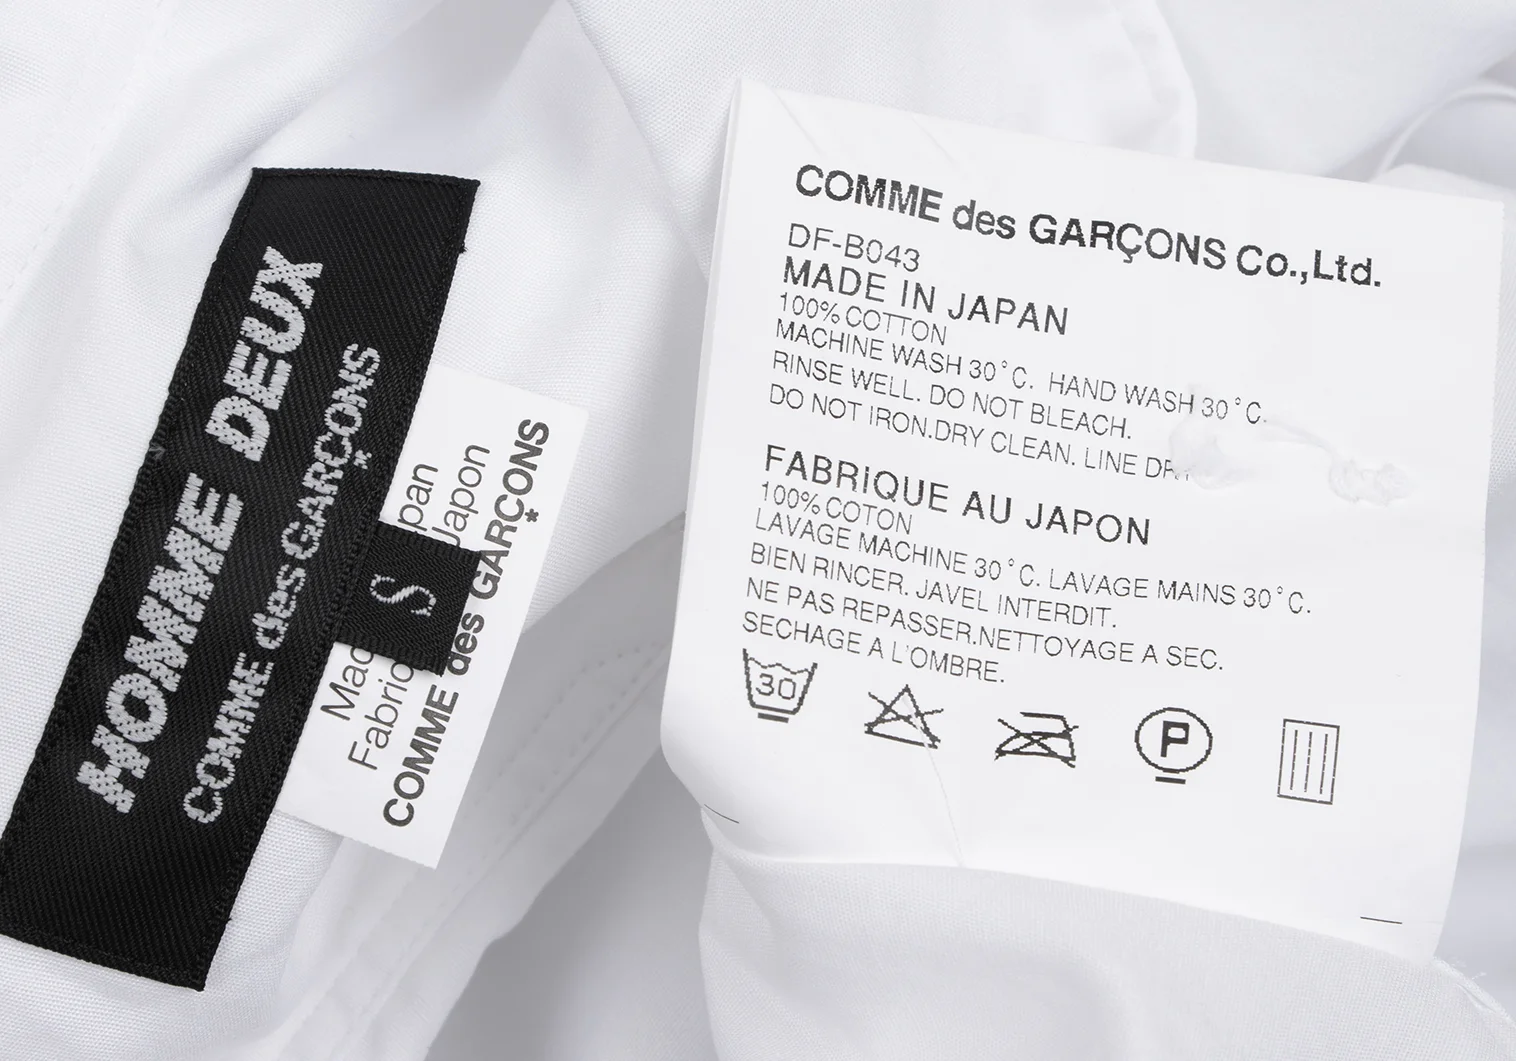 HOMME DEUX
COMME des GARÇONS
S
Japon
COMME des GARÇONS
COMME des GARÇONS Co.,Ltd.
DF-B043
MADE IN JAPAN
100% COTTON
MACHINE WASH 30°C. HAND WASH 30°C.
RINSE WELL. DO NOT BLEACH.
DO NOT IRON.DRY CLEAN. LINE
FABRIQUE AU JAPON
100% COTON
LAVAGE MACHINE 30°C. LAVAGE MAINS 30°C.
BIEN RINCER. JAVEL INTERDIT.
NE PAS REPASSER.NETTOYAGE A SEC.
SECHAGE A L'OMBRE.
30
P